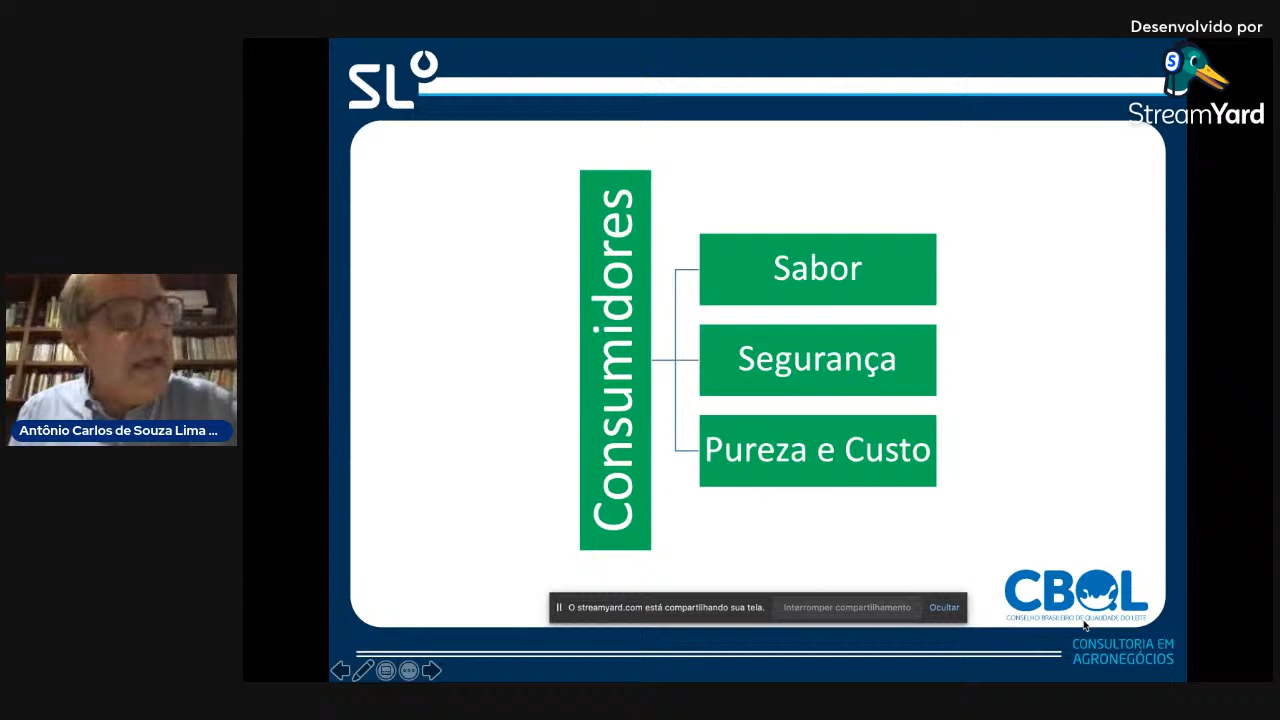 Desenvolvido por
StreamYard
SL
Consumidores
Sabor
Segurança
Pureza e Custo
Antônio Carlos de Souza Lima ...
O streamyard.com está compartilhando sua tela.
Interromper compartilhamento
Ocultar
CBQL
CONSELHO BRASILEIRO DE QUALIDADE DO LEITE
CONSULTORIA EM
AGRONEGÓCIOS